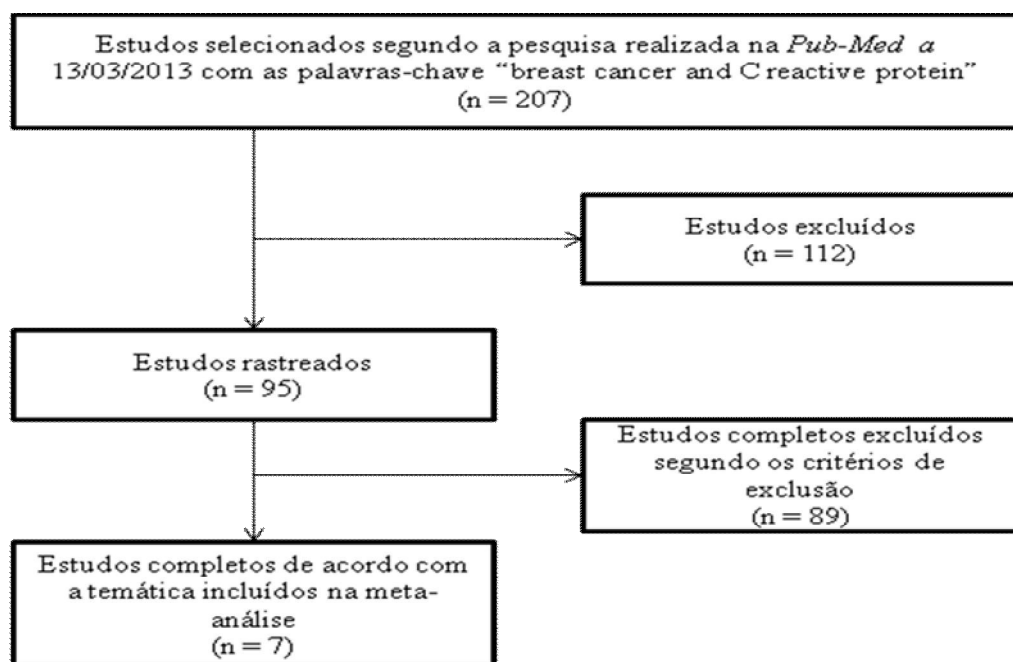 Estudos selecionados segundo a pesquisa realizada na Pub-Med a
13/03/2013 com as palavras-chave “breast cancer and C reactive protein”
(n = 207)
Estudos excluídos
(n = 112)
Estudos rastreados
(n = 95)
Estudos completos excluídos
segundo os critérios de
exclusão
(n = 89)
Estudos completos de acordo com
a temática incluídos na meta-
análise
(n = 7)